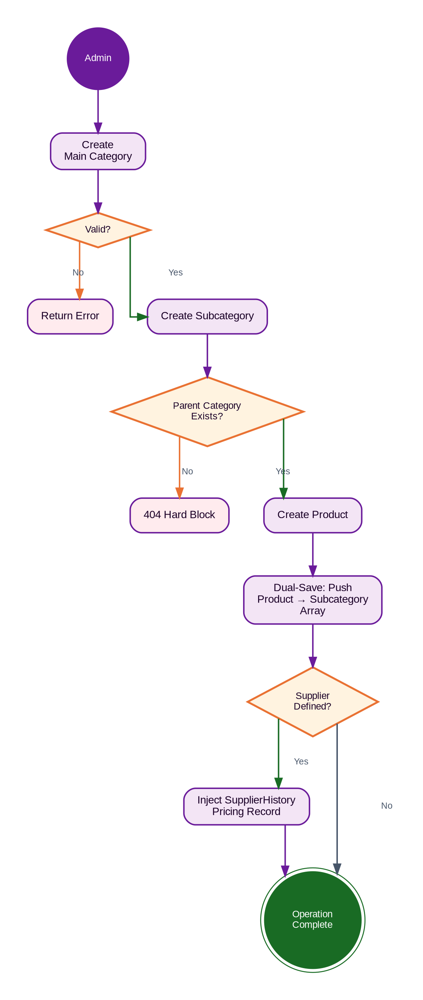 Admin
Create
Main Category
Valid?
No
Yes
Return Error
Create Subcategory
Parent Category
Exists?
No
Yes
404 Hard Block
Create Product
Dual-Save: Push
Product → Subcategory
Array
Supplier
Defined?
Yes
Inject SupplierHistory
Pricing Record
No
Operation
Complete